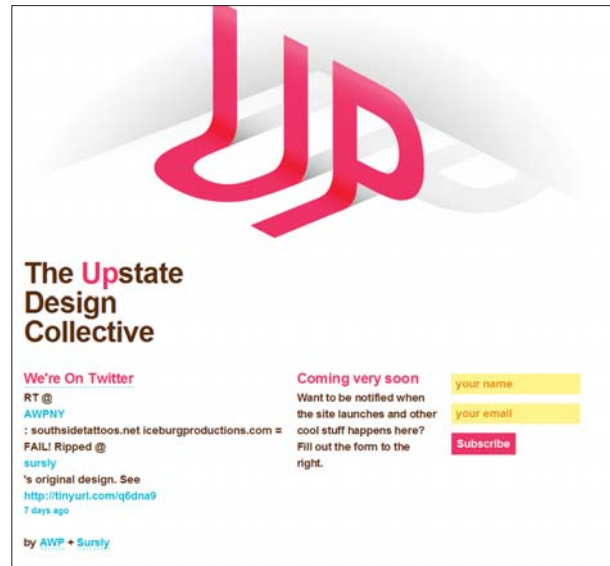 Up
The Upstate
Design
Collective
We're On Twitter
RT @
AWPNY
: southsidetattoos.net iceburgproductions.com =
FAIL! Ripped @
sursly
's original design. See
http://tinyurl.com/q6dna9
7 days ago
by AWP + Sursly
Coming very soon
Want to be notified when
the site launches and other
cool stuff happens here?
Fill out the form to the
right.
your name
your email
Subscribe